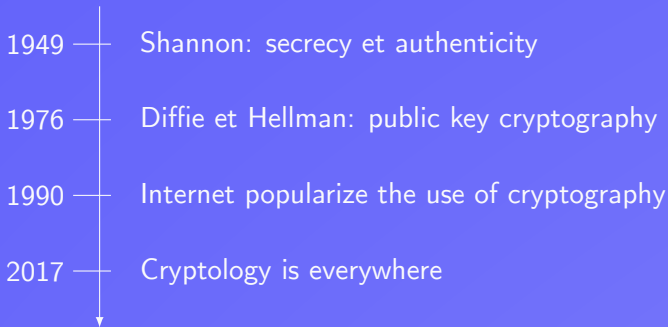 1949 Shannon: secrecy et authenticity
1976 Diffie et Hellman: public key cryptography
1990 Internet popularize the use of cryptography
2017 Cryptology is everywhere